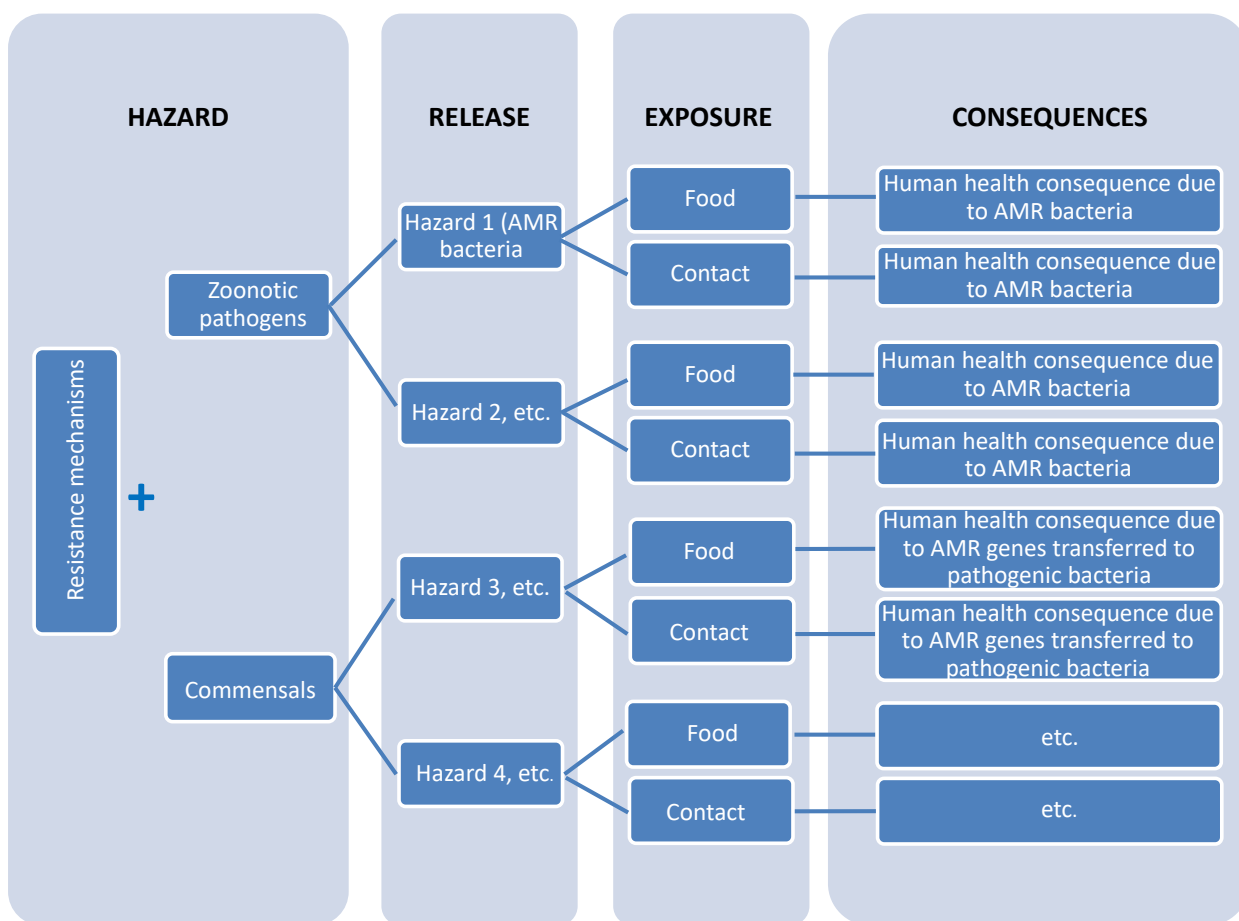 HAZARD
RELEASE
EXPOSURE
CONSEQUENCES
Resistance mechanisms
+
Zoonotic
pathogens
Commensals
Hazard 1 (AMR
bacteria
Hazard 2, etc.
Hazard 3, etc.
Hazard 4, etc.
Food
Contact
Food
Contact
Food
Contact
Food
Contact
Human health consequence due
to AMR bacteria
Human health consequence due
to AMR bacteria
Human health consequence due
to AMR bacteria
Human health consequence due
to AMR bacteria
Human health consequence due
to AMR genes transferred to
pathogenic bacteria
Human health consequence due
to AMR genes transferred to
pathogenic bacteria
etc.
etc.